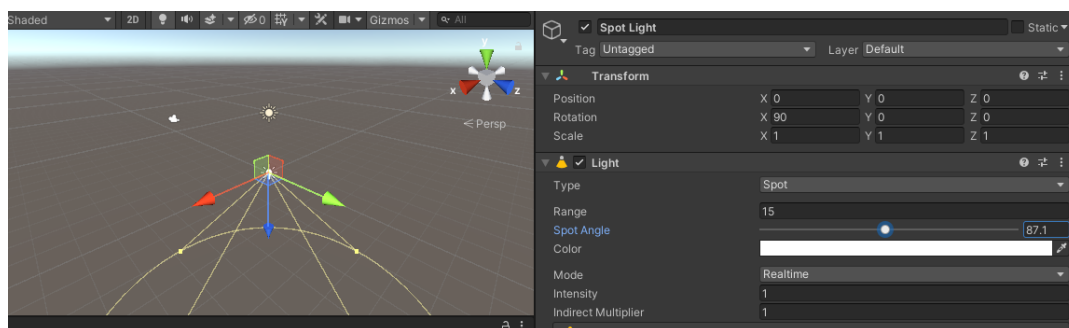 Shaded 2D 0 Gizmos All
y
x z
Persp
Spot Light Static
Tag Untagged Layer Default
Transform
Position X 0 Y 0 Z 0
Rotation X 90 Y 0 Z 0
Scale X 1 Y 1 Z 1
Light
Type Spot
Range 15
Spot Angle 87.1
Color
Mode Realtime
Intensity 1
Indirect Multiplier 1